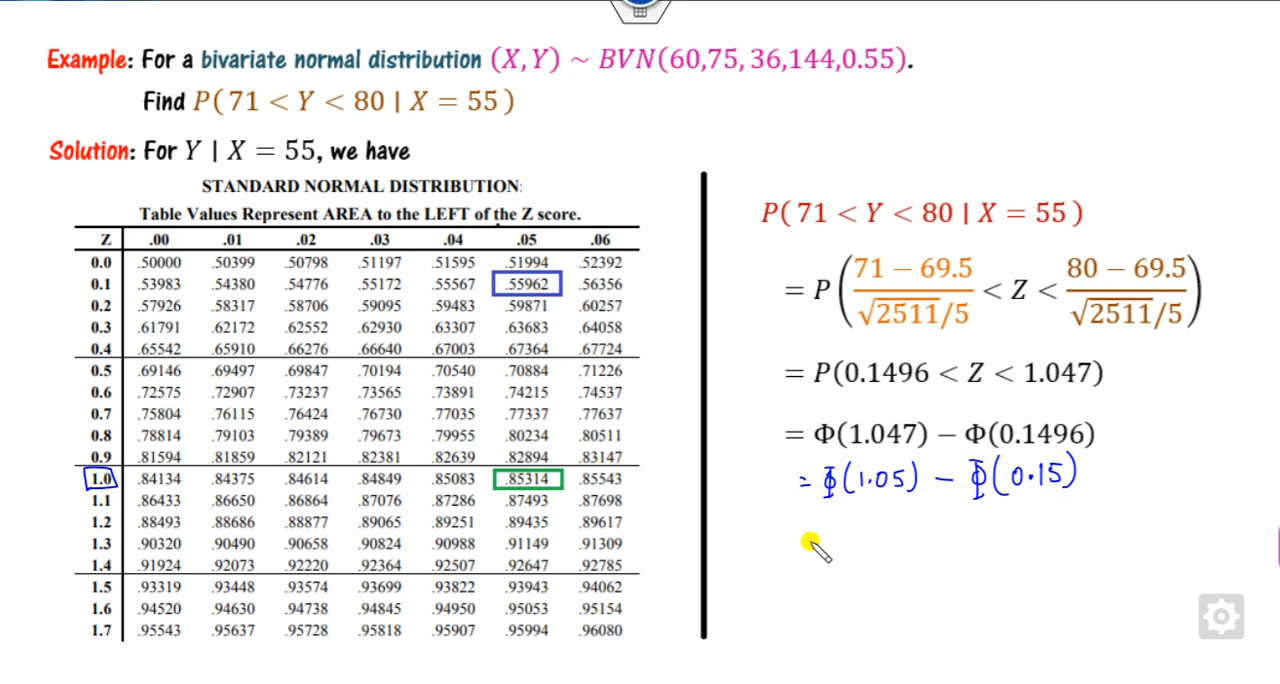 Example: For a bivariate normal distribution (X,Y) ~ BVN(60,75, 36,144,0.55).
Find P( 71 < Y < 80 | X = 55 )
Solution: For Y | X = 55, we have
STANDARD NORMAL DISTRIBUTION:
Table Values Represent AREA to the LEFT of the Z score.
Z .00 .01 .02 .03 .04 .05 .06
0.0 .50000 .50399 .50798 .51197 .51595 .51994 .52392
0.1 .53983 .54380 .54776 .55172 .55567 .55962 .56356
0.2 .57926 .58317 .58706 .59095 .59483 .59871 .60257
0.3 .61791 .62172 .62552 .62930 .63307 .63683 .64058
0.4 .65542 .65910 .66276 .66640 .67003 .67364 .67724
0.5 .69146 .69497 .69847 .70194 .70540 .70884 .71226
0.6 .72575 .72907 .73237 .73565 .73891 .74215 .74537
0.7 .75804 .76115 .76424 .76730 .77035 .77337 .77637
0.8 .78814 .79103 .79389 .79673 .79955 .80234 .80511
0.9 .81594 .81859 .82121 .82381 .82639 .82894 .83147
1.0 .84134 .84375 .84614 .84849 .85083 .85314 .85543
1.1 .86433 .86650 .86864 .87076 .87286 .87493 .87698
1.2 .88493 .88686 .88877 .89065 .89251 .89435 .89617
1.3 .90320 .90490 .90658 .90824 .90988 .91149 .91309
1.4 .91924 .92073 .92220 .92364 .92507 .92647 .92785
1.5 .93319 .93448 .93574 .93699 .93822 .93943 .94062
1.6 .94520 .94630 .94738 .94845 .94950 .95053 .95154
1.7 .95543 .95637 .95728 .95818 .95907 .95994 .96080
P( 71 < Y < 80 | X = 55 )
= P( (71 − 69.5)/(√2511/5) < Z < (80 − 69.5)/(√2511/5) )
= P(0.1496 < Z < 1.047)
= Φ(1.047) − Φ(0.1496)
= Φ(1.05) − Φ(0.15)